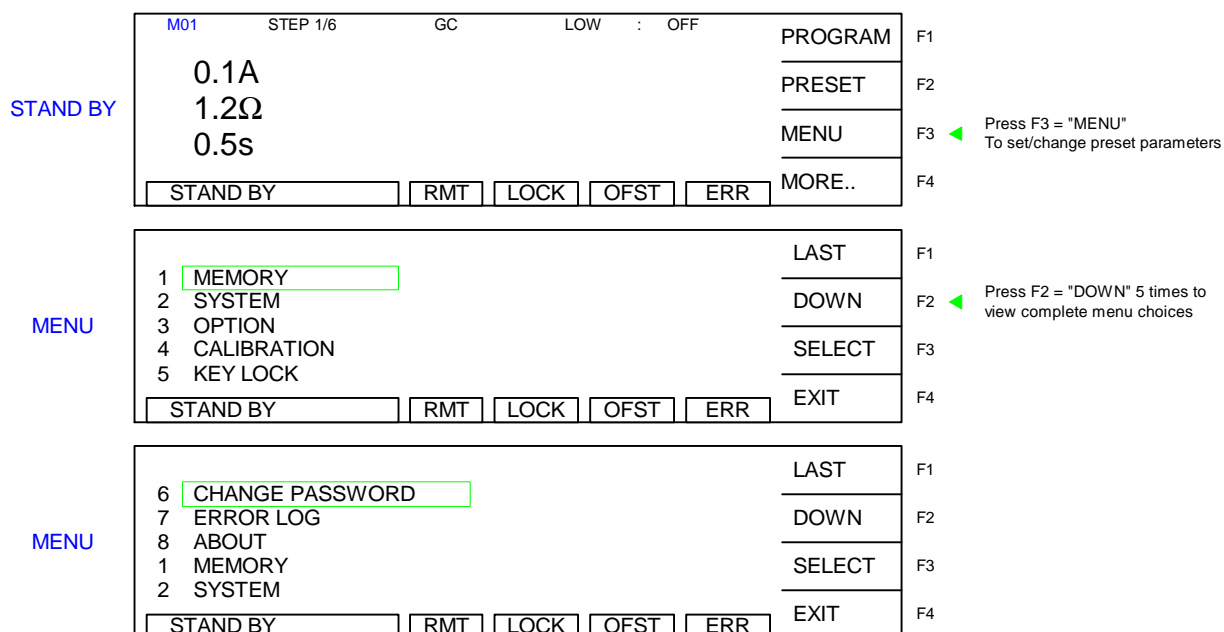 M01 STEP 1/6 GC LOW : OFF
PROGRAM F1
0.1A
PRESET F2
STAND BY
1.2Ω
MENU F3 Press F3 = "MENU"
To set/change preset parameters
0.5s
MORE.. F4
STAND BY RMT LOCK OFST ERR
LAST F1
1 MEMORY
2 SYSTEM
DOWN F2 Press F2 = "DOWN" 5 times to
view complete menu choices
MENU
3 OPTION
4 CALIBRATION
SELECT F3
5 KEY LOCK
EXIT F4
STAND BY RMT LOCK OFST ERR
LAST F1
6 CHANGE PASSWORD
7 ERROR LOG
DOWN F2
MENU
8 ABOUT
1 MEMORY
SELECT F3
2 SYSTEM
EXIT F4
STAND BY RMT LOCK OFST ERR